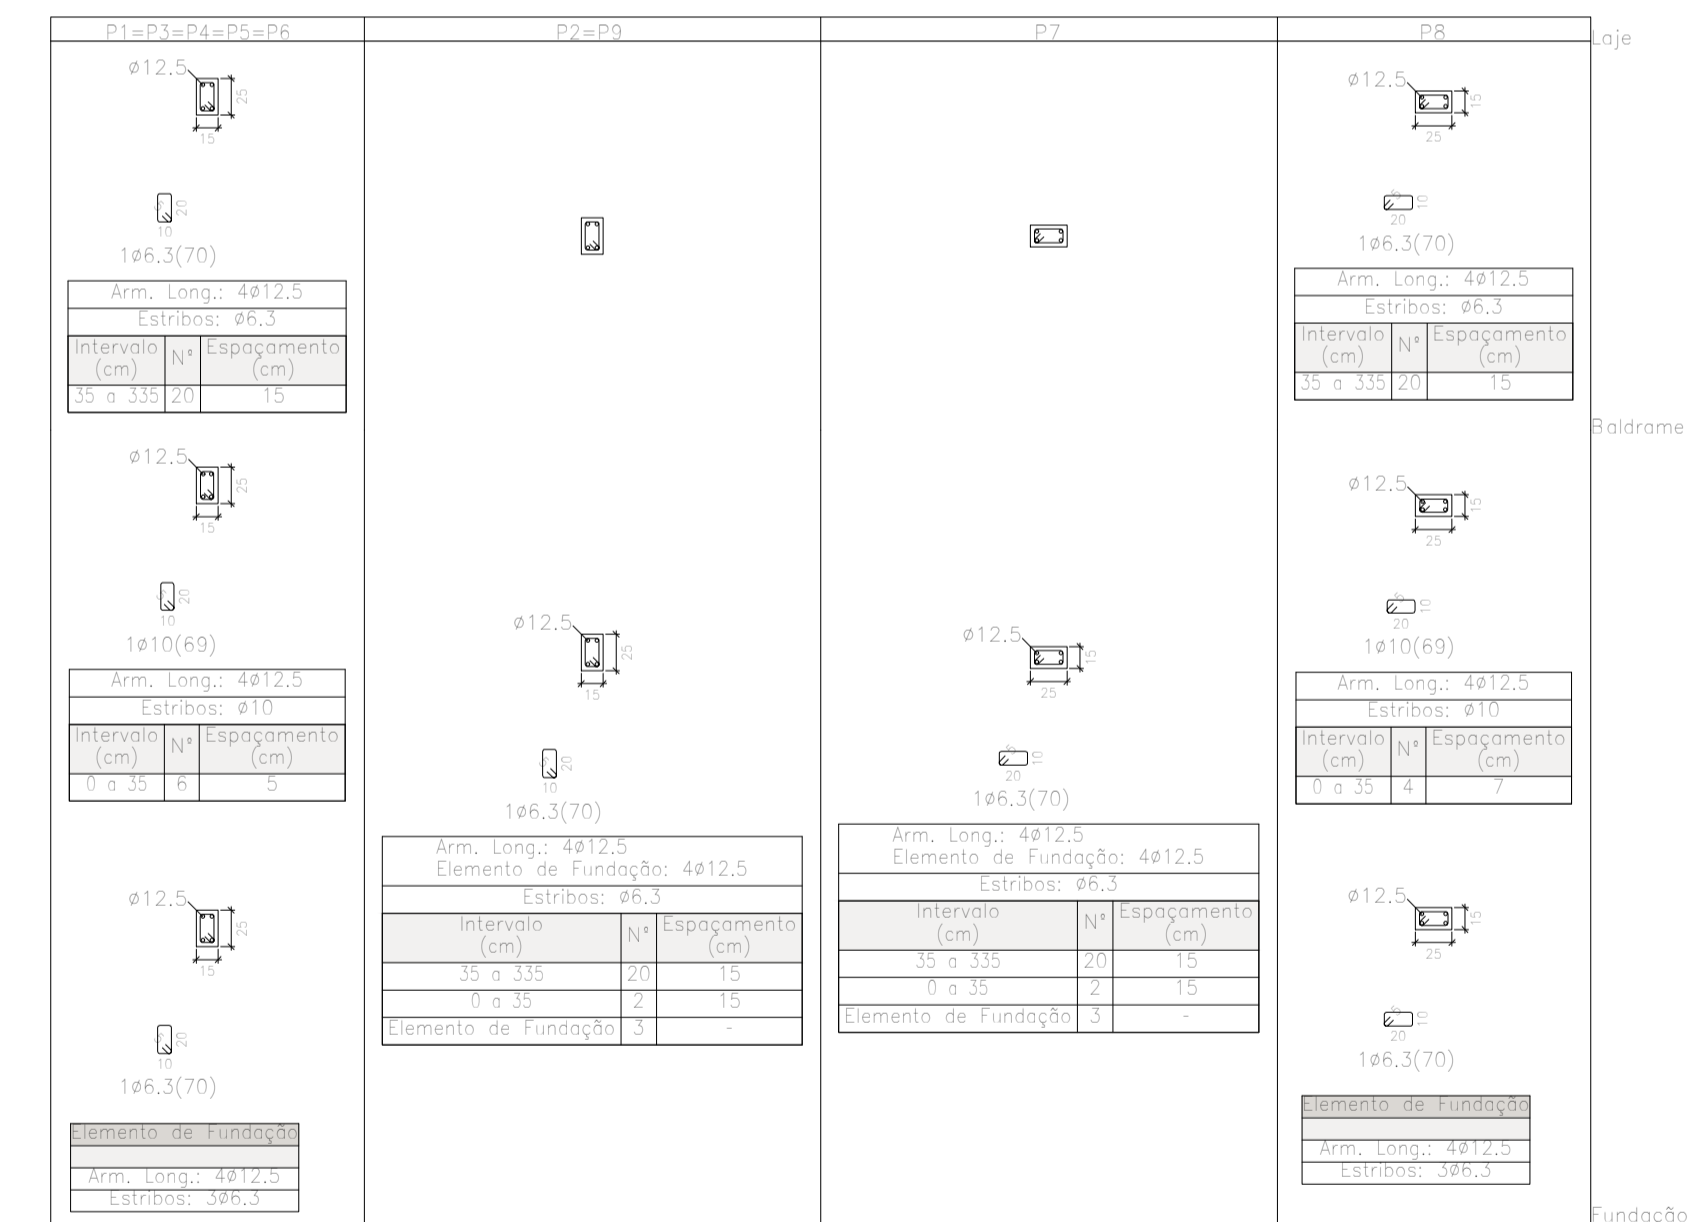 P1=P3=P4=P5=P6
P2=P9
P7
P8
Laje
ø12.5
25
15
20
10
1ø6.3(70)
Arm. Long.: 4ø12.5
Estribos: ø6.3
Intervalo (cm) N° Espaçamento (cm)
35 a 335 20 15
ø12.5
15
25
10
20
1ø6.3(70)
Arm. Long.: 4ø12.5
Estribos: ø6.3
Intervalo (cm) N° Espaçamento (cm)
35 a 335 20 15
Baldrame
ø12.5
25
15
20
10
1ø10(69)
Arm. Long.: 4ø12.5
Estribos: ø10
Intervalo (cm) N° Espaçamento (cm)
0 a 35 6 5
ø12.5
25
15
20
10
1ø6.3(70)
Arm. Long.: 4ø12.5
Elemento de Fundação: 4ø12.5
Estribos: ø6.3
Intervalo (cm) N° Espaçamento (cm)
35 a 335 20 15
0 a 35 2 15
Elemento de Fundação 3 -
ø12.5
15
25
10
20
1ø6.3(70)
Arm. Long.: 4ø12.5
Elemento de Fundação: 4ø12.5
Estribos: ø6.3
Intervalo (cm) N° Espaçamento (cm)
35 a 335 20 15
0 a 35 2 15
Elemento de Fundação 3 -
ø12.5
15
25
10
20
1ø10(69)
Arm. Long.: 4ø12.5
Estribos: ø10
Intervalo (cm) N° Espaçamento (cm)
0 a 35 4 7
ø12.5
25
15
20
10
1ø6.3(70)
Elemento de Fundação
Arm. Long.: 4ø12.5
Estribos: 3ø6.3
ø12.5
15
25
10
20
1ø6.3(70)
Elemento de Fundação
Arm. Long.: 4ø12.5
Estribos: 3ø6.3
Fundação